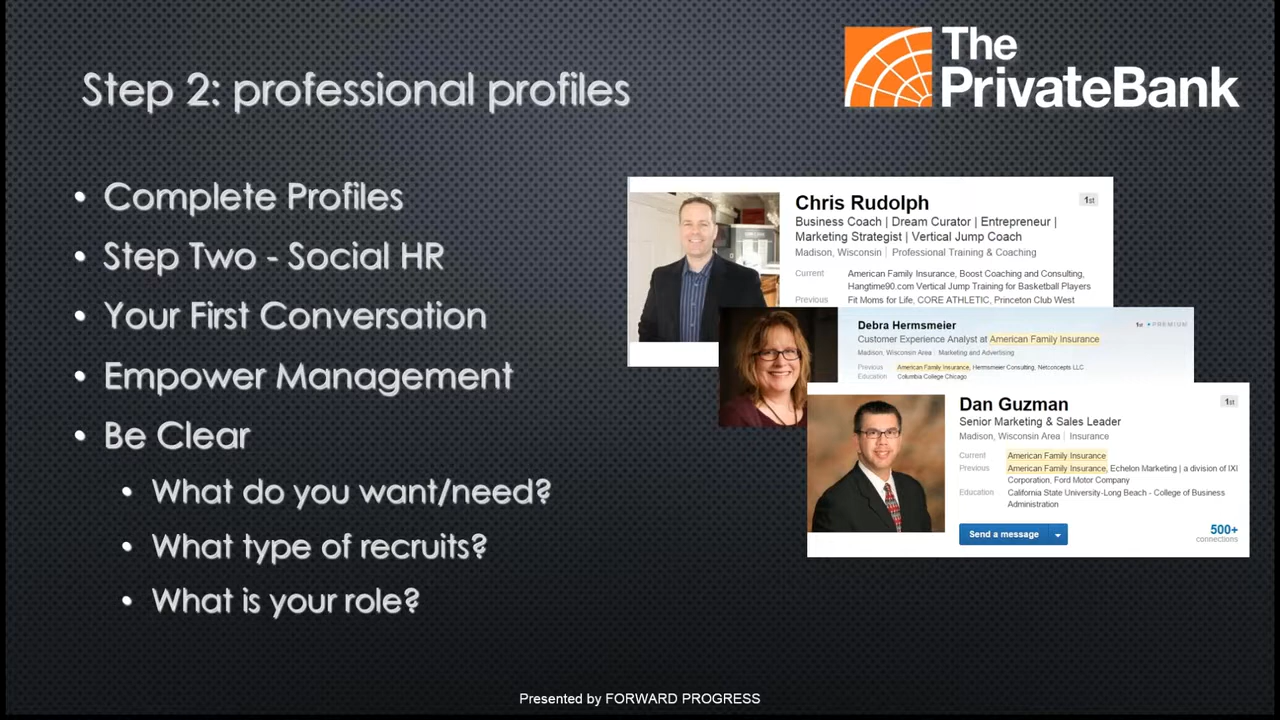 The
PrivateBank
Step 2: professional profiles
• Complete Profiles
• Step Two - Social HR
• Your First Conversation
• Empower Management
• Be Clear
• What do you want/need?
• What type of recruits?
• What is your role?
Chris Rudolph
1st
Business Coach | Dream Curator | Entrepreneur |
Marketing Strategist | Vertical Jump Coach
Madison, Wisconsin | Professional Training & Coaching
Current American Family Insurance, Boost Coaching and Consulting,
Hangtime90.com Vertical Jump Training for Basketball Players
Previous Fit Moms for Life, CORE ATHLETIC, Princeton Club West
Debra Hermsmeier
1st PREMIUM
Customer Experience Analyst at American Family Insurance
Madison, Wisconsin Area | Marketing and Advertising
Previous American Family Insurance, Hermsmeier Consulting, Netconcepts LLC
Education Columbia College Chicago
Dan Guzman
1st
Senior Marketing & Sales Leader
Madison, Wisconsin Area | Insurance
Current American Family Insurance
Previous American Family Insurance, Echelon Marketing | a division of IXI
Corporation, Ford Motor Company
Education California State University-Long Beach - College of Business
Administration
Send a message
500+
connections
Presented by FORWARD PROGRESS